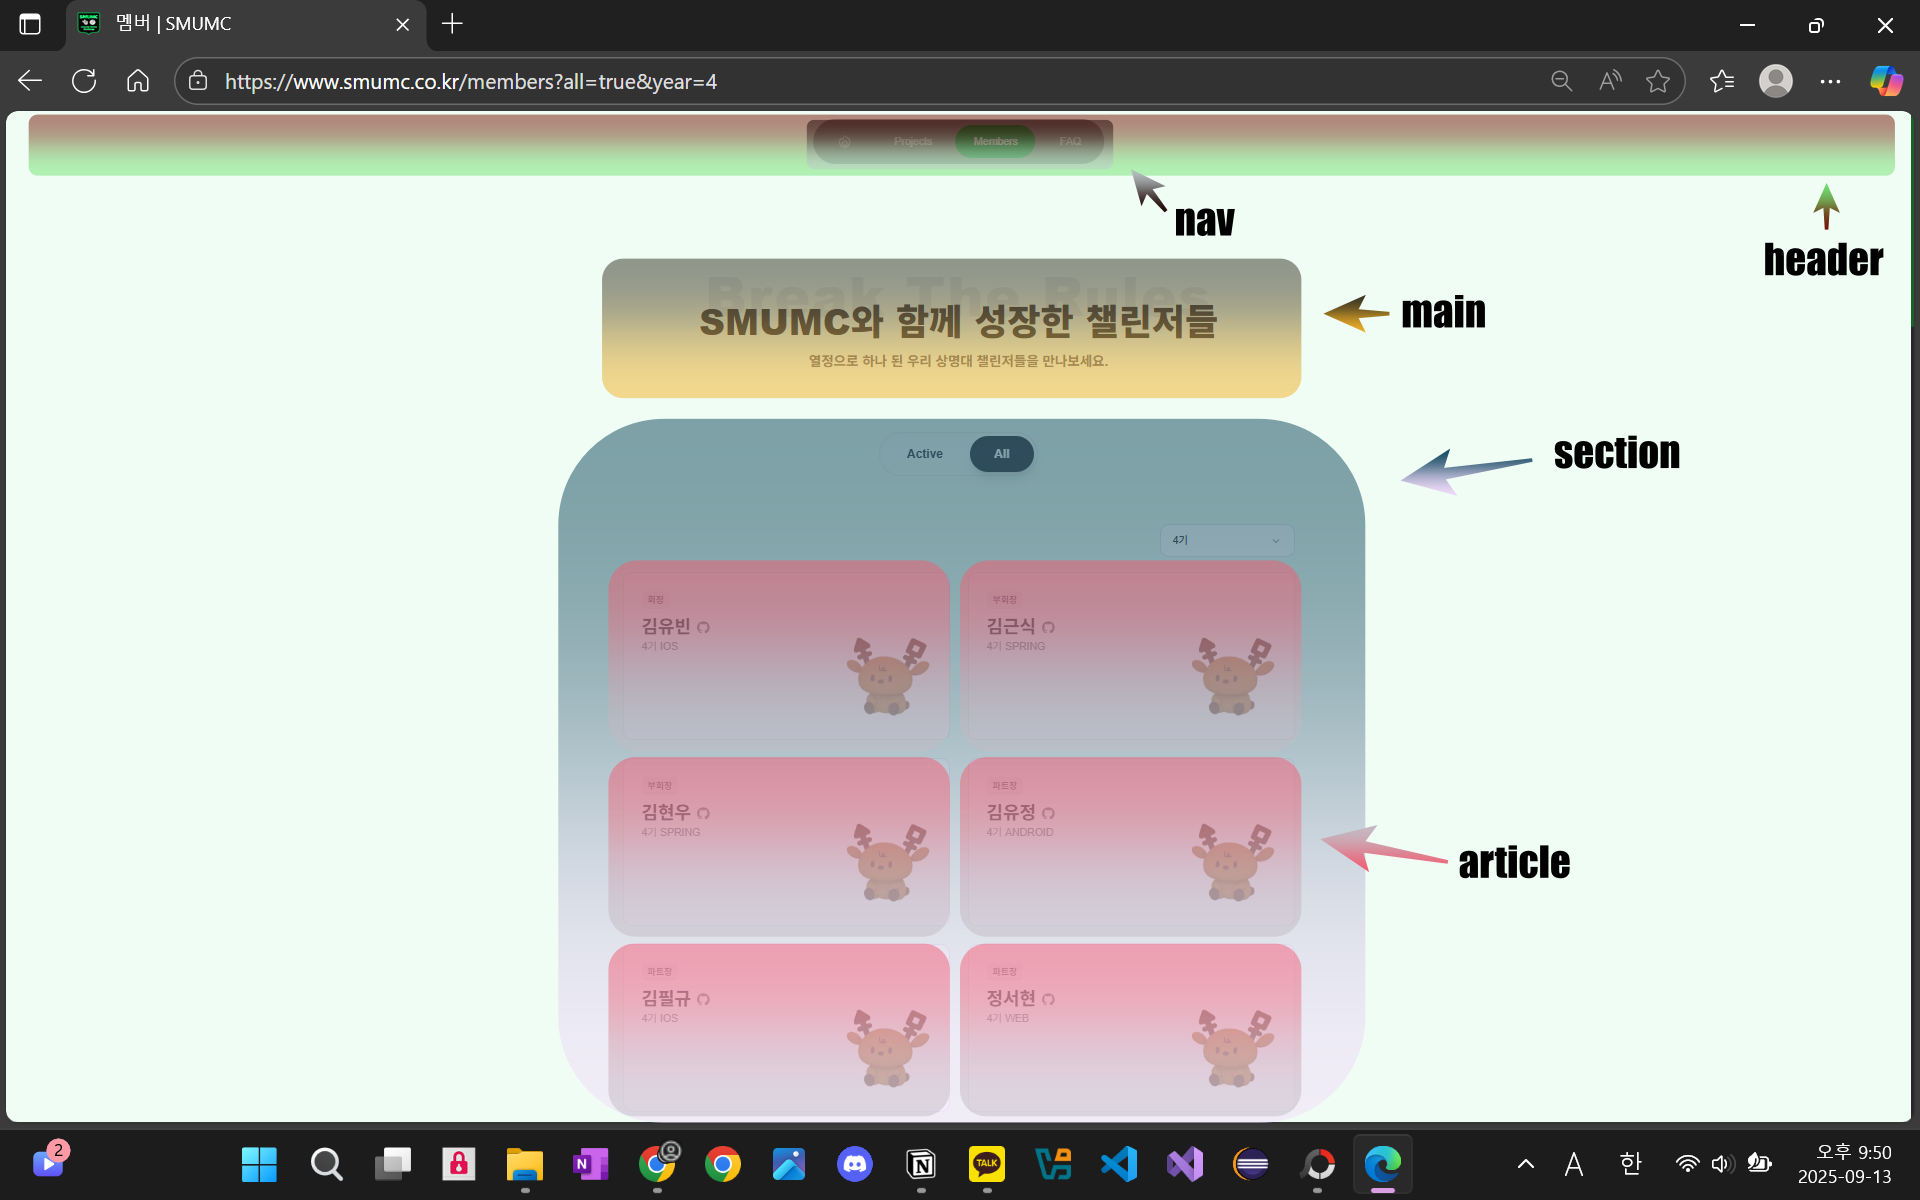 멤버 | SMUMC
https://www.smumc.co.kr/members?all=true&year=4
Projects
Members
FAQ
nav
header
Break The Rules
SMUMC와 함께 성장한 챌린저들
열정으로 하나 된 우리 상명대 챌린저들을 만나보세요.
main
Active
All
section
4기
회장
김유빈
4기 IOS
부회장
김근식
4기 SPRING
부회장
김현우
4기 SPRING
파트장
김유정
4기 ANDROID
article
파트장
김필규
4기 IOS
파트장
정서현
4기 WEB
2
N
TALK
A
한
오후 9:50
2025-09-13